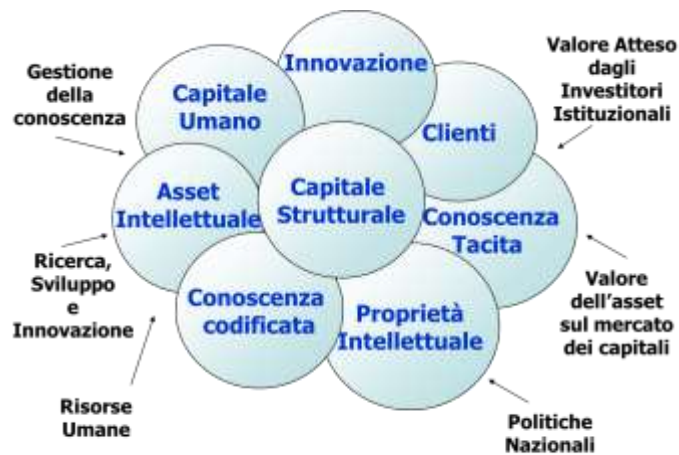 Innovazione
Valore Atteso
dagli
Investitori
Istituzionali
Gestione
della
conoscenza
Capitale
Umano
Clienti
Asset
Intellettuale
Capitale
Strutturale
Conoscenza
Tacita
Ricerca,
Sviluppo
e
Innovazione
Conoscenza
codificata
Proprietà
Intellettuale
Valore
dell'asset
sul mercato
dei capitali
Risorse
Umane
Politiche
Nazionali